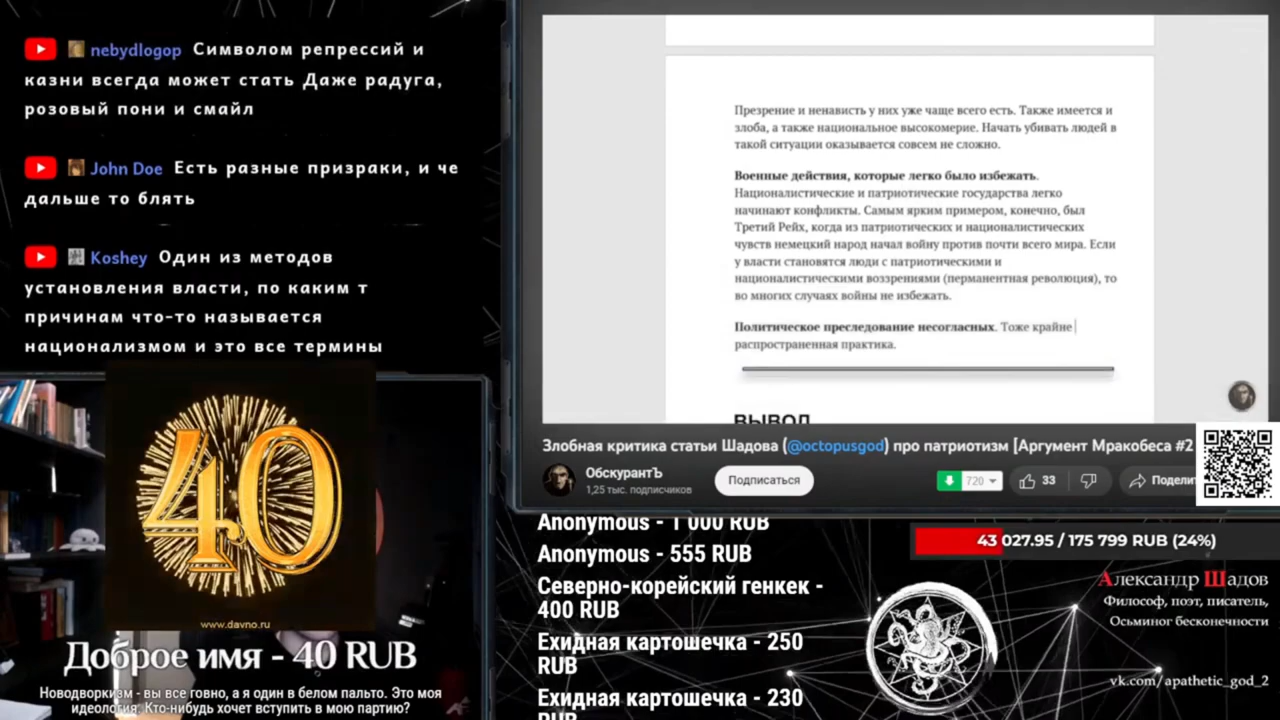 nebydlogop Символом репрессий и
казни всегда может стать Даже радуга,
розовый пони и смайл
John Doe Есть разные призраки, и че
дальше то блять
Koshey Один из методов
установления власти, по каким т
причинам что-то называется
национализмом и это все термины
40
www.davno.ru
Доброе имя - 40 RUB
Новодворкизм - вы все говно, а я один в белом пальто. Это моя
идеология. Кто-нибудь хочет вступить в мою партию?
Презрение и ненависть у них уже чаще всего есть. Также имеется и
злоба, а также национальное высокомерие. Начать убивать людей в
такой ситуации оказывается совсем не сложно.
Военные действия, которые легко было избежать.
Националистические и патриотические государства легко
начинают конфликты. Самым ярким примером, конечно, был
Третий Рейх, когда из патриотических и националистических
чувств немецкий народ начал войну против почти всего мира. Если
у власти становятся люди с патриотическими и
националистическими воззрениями (перманентная революция), то
во многих случаях войны не избежать.
Политическое преследование несогласных. Тоже крайне
распространенная практика.
ВЫВОД
Злобная критика статьи Шадова (@octopusgod) про патриотизм [Аргумент Мракобеса #2
ОбскурантЪ
1,25 тыс. подписчиков
Подписаться
720
33
Поделит
Anonymous - 1 000 RUB
Anonymous - 555 RUB
Северно-корейский генкек -
400 RUB
Ехидная картошечка - 250
RUB
Ехидная картошечка - 230
RUB
43 027.95 / 175 799 RUB (24%)
Александр Шадов
Философ, поэт, писатель,
Осьминог бесконечности
vk.com/apathetic_god_2